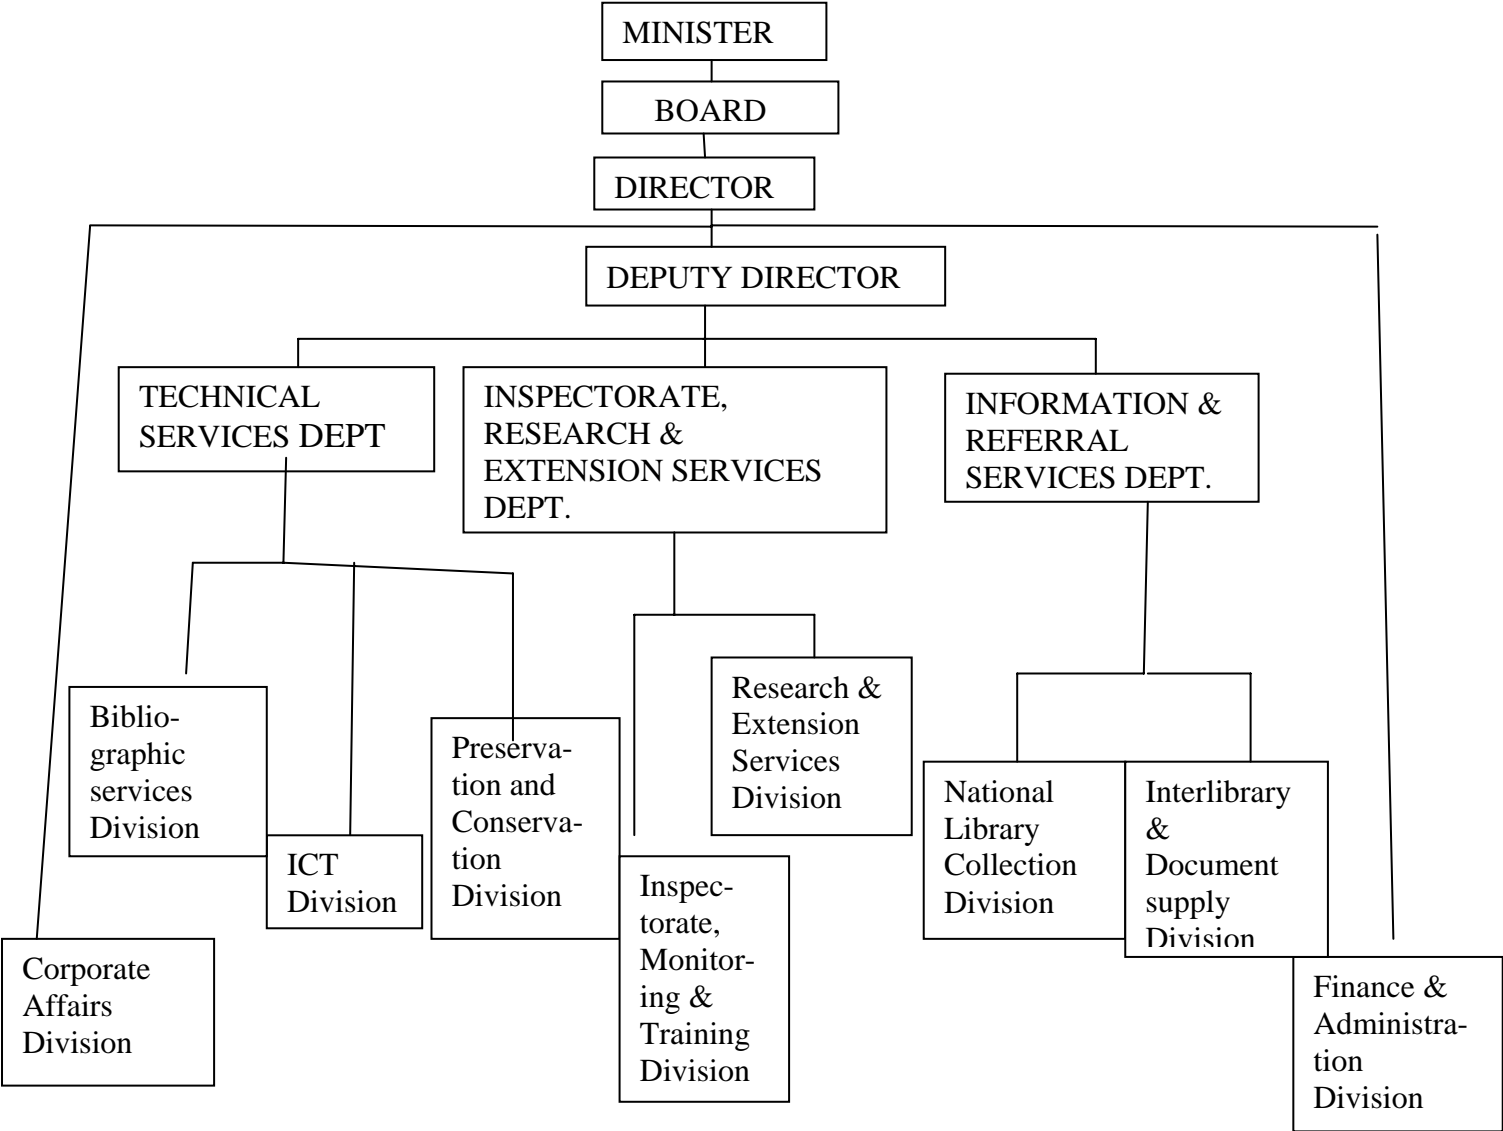 MINISTER
BOARD
DIRECTOR
DEPUTY DIRECTOR
TECHNICAL
SERVICES DEPT
INSPECTORATE,
RESEARCH &
EXTENSION SERVICES
DEPT.
INFORMATION &
REFERRAL
SERVICES DEPT.
Biblio-
graphic
services
Division
ICT
Division
Preserva-
tion and
Conserva-
tion
Division
Research &
Extension
Services
Division
Inspec-
torate,
Monitor-
ing &
Training
Division
National
Library
Collection
Division
Interlibrary
&
Document
supply
Division
Corporate
Affairs
Division
Finance &
Administra-
tion
Division